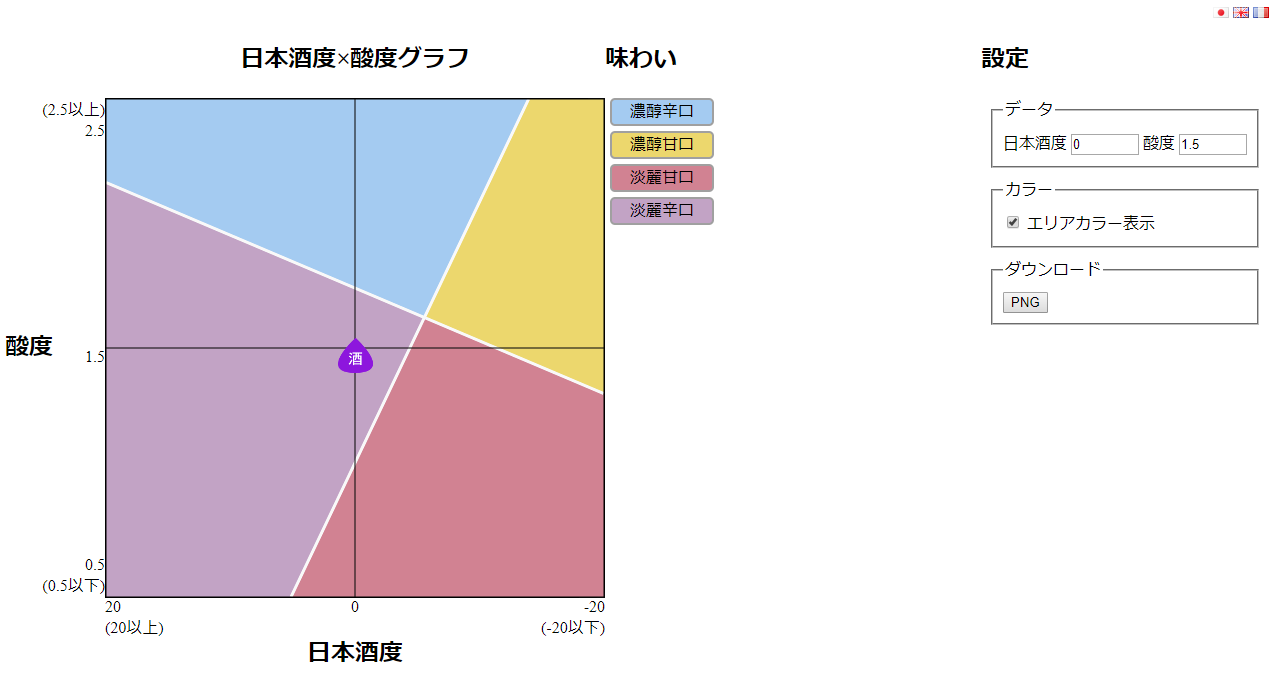 日本酒度×酸度グラフ
味わい
設定
(2.5以上)
2.5
酸度
1.5
0.5
(0.5以下)
酒
20
(20以上)
0
-20
(-20以下)
日本酒度
濃醇辛口
濃醇甘口
淡麗甘口
淡麗辛口
データ
日本酒度 0 酸度 1.5
カラー
エリアカラー表示
ダウンロード
PNG